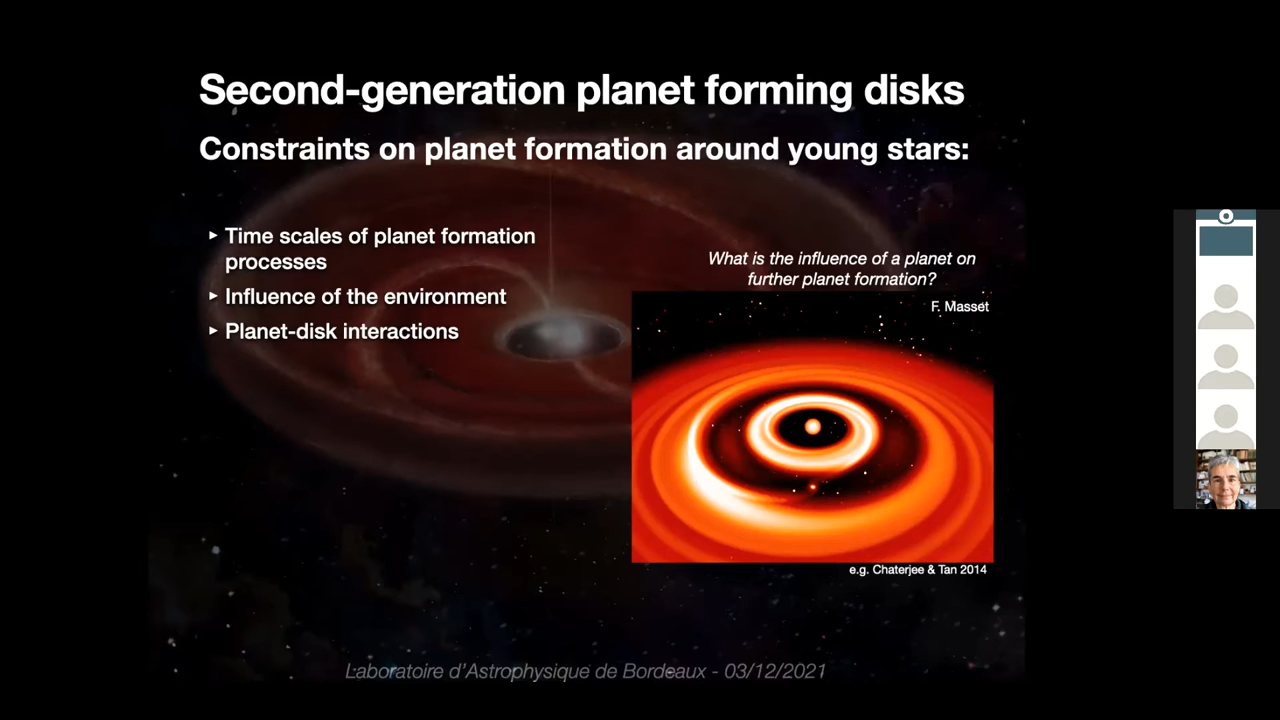 Second-generation planet forming disks
Constraints on planet formation around young stars:
‣ Time scales of planet formation
processes
‣ Influence of the environment
‣ Planet-disk interactions
What is the influence of a planet on
further planet formation?
F. Masset
e.g. Chaterjee & Tan 2014
Laboratoire d'Astrophysique de Bordeaux - 03/12/2021